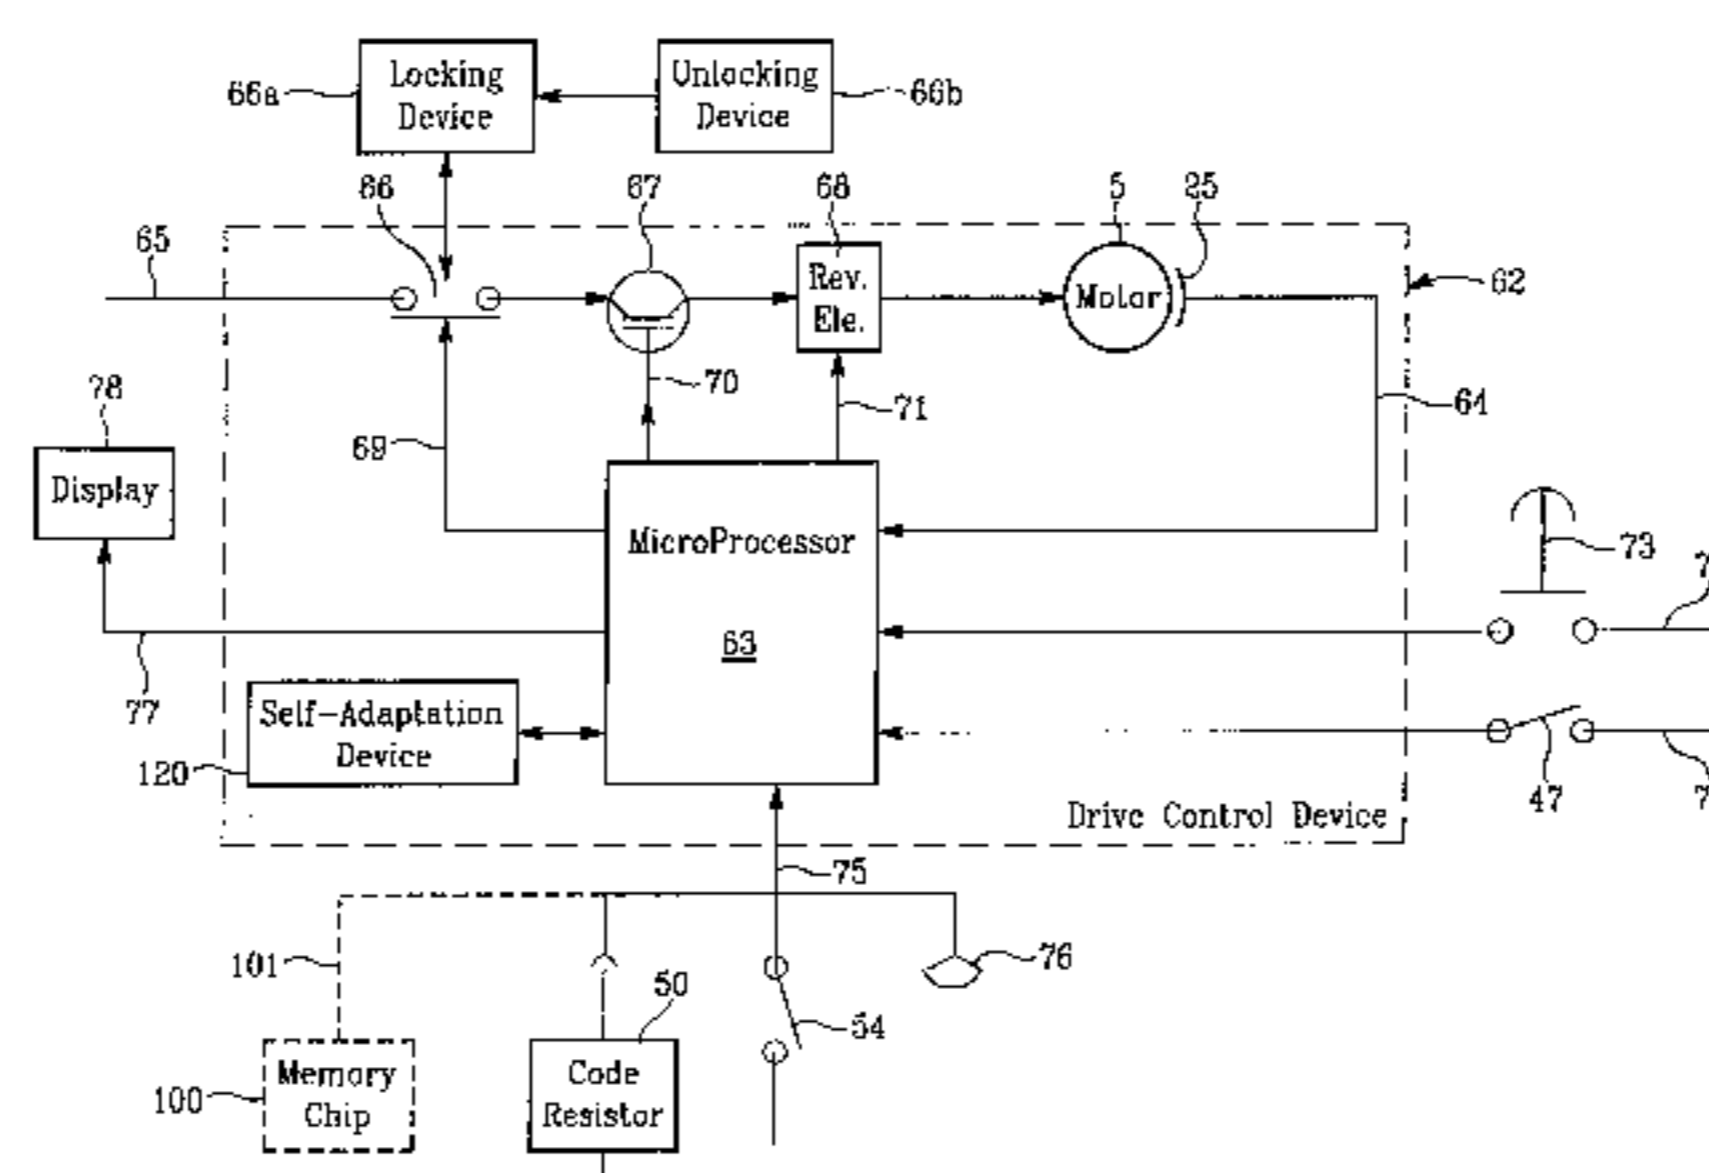 Locking
Device
66a
Unlocking
Device
66b
66
67
68
5
25
65
Rev.
Ele.
Motor
62
78
70
71
64
69
Display
MicroProcessor
73
63
77
Self-Adaptation
Device
120
47
Drive Control Device
75
101
76
50
54
Memory
Chip
100
Code
Resistor